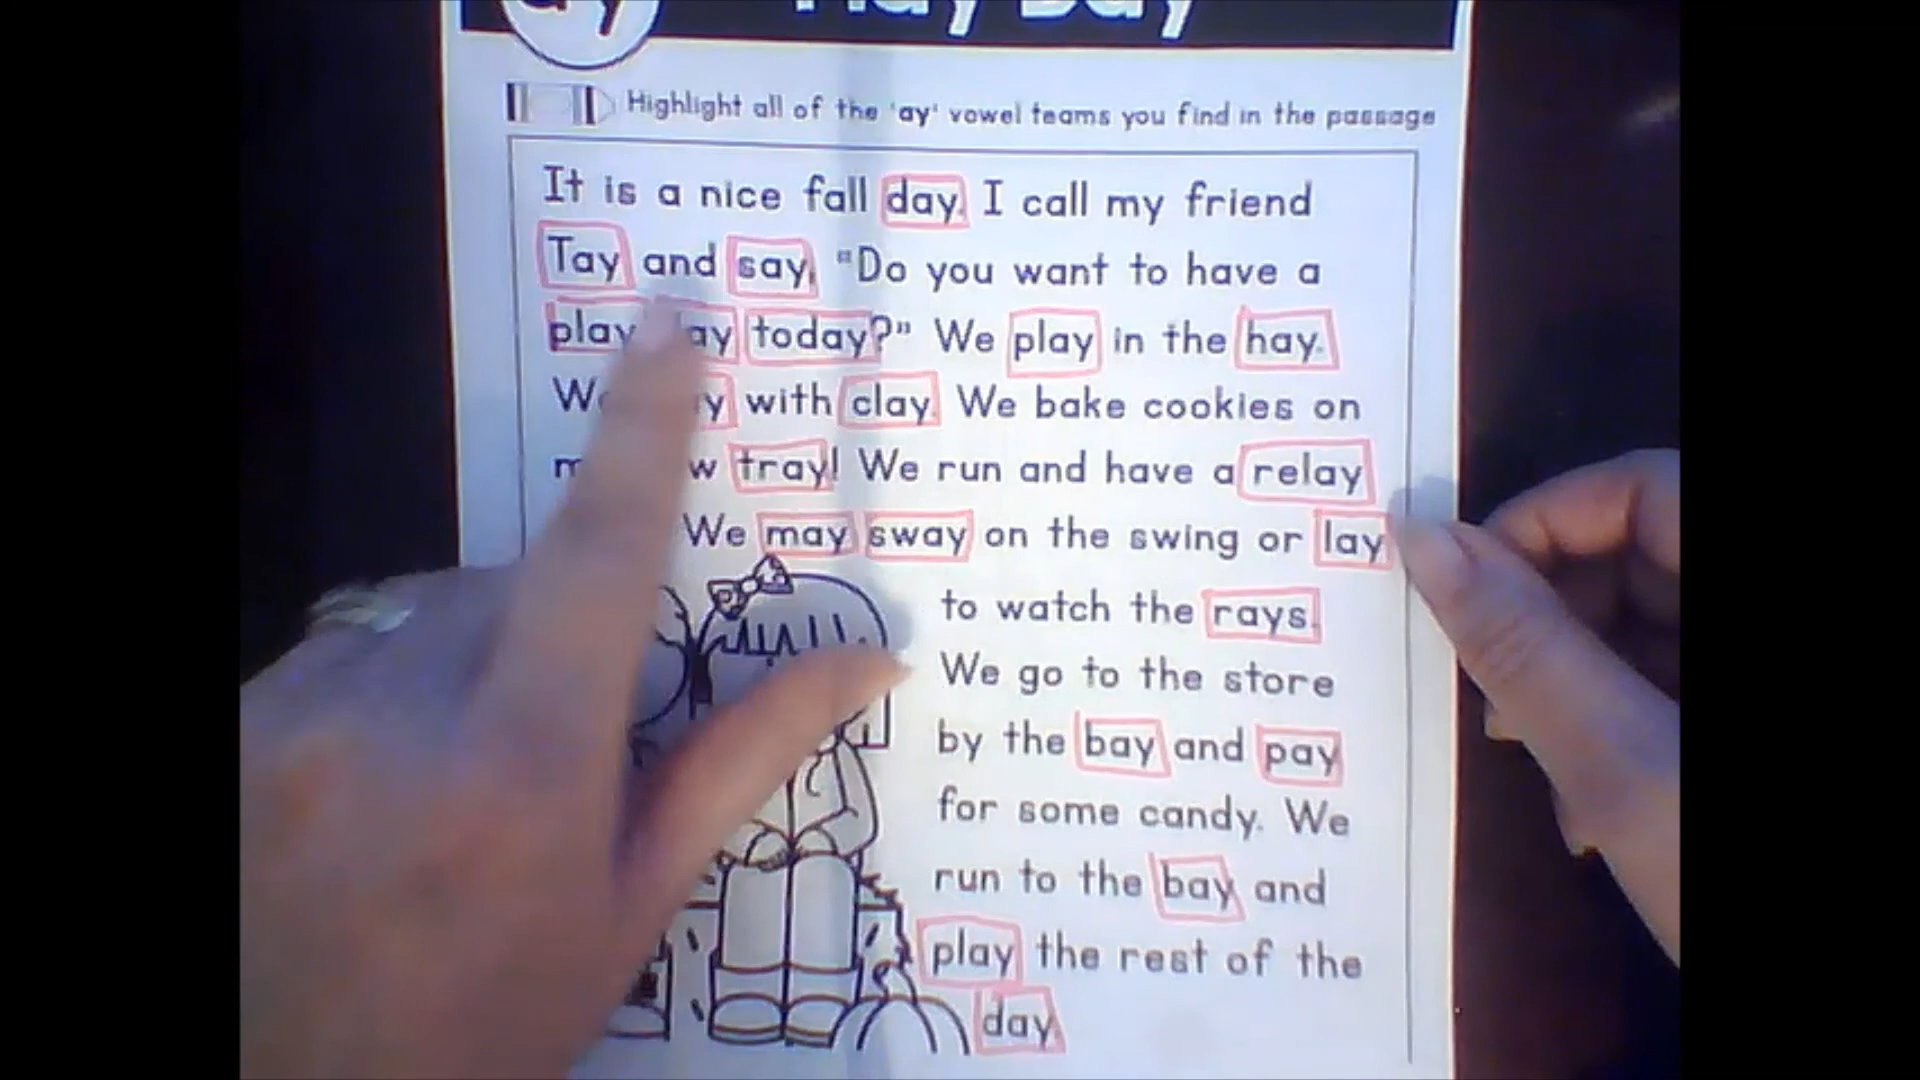 ay Play Day
Highlight all of the 'ay' vowel teams you find in the passage
It is a nice fall day. I call my friend
Tay and say, "Do you want to have a
play today?" We play in the hay.
with clay. We bake cookies on
tray! We run and have a relay
We may sway on the swing or lay
to watch the rays.
We go to the store
by the bay and pay
for some candy. We
run to the bay and
play the rest of the
day.